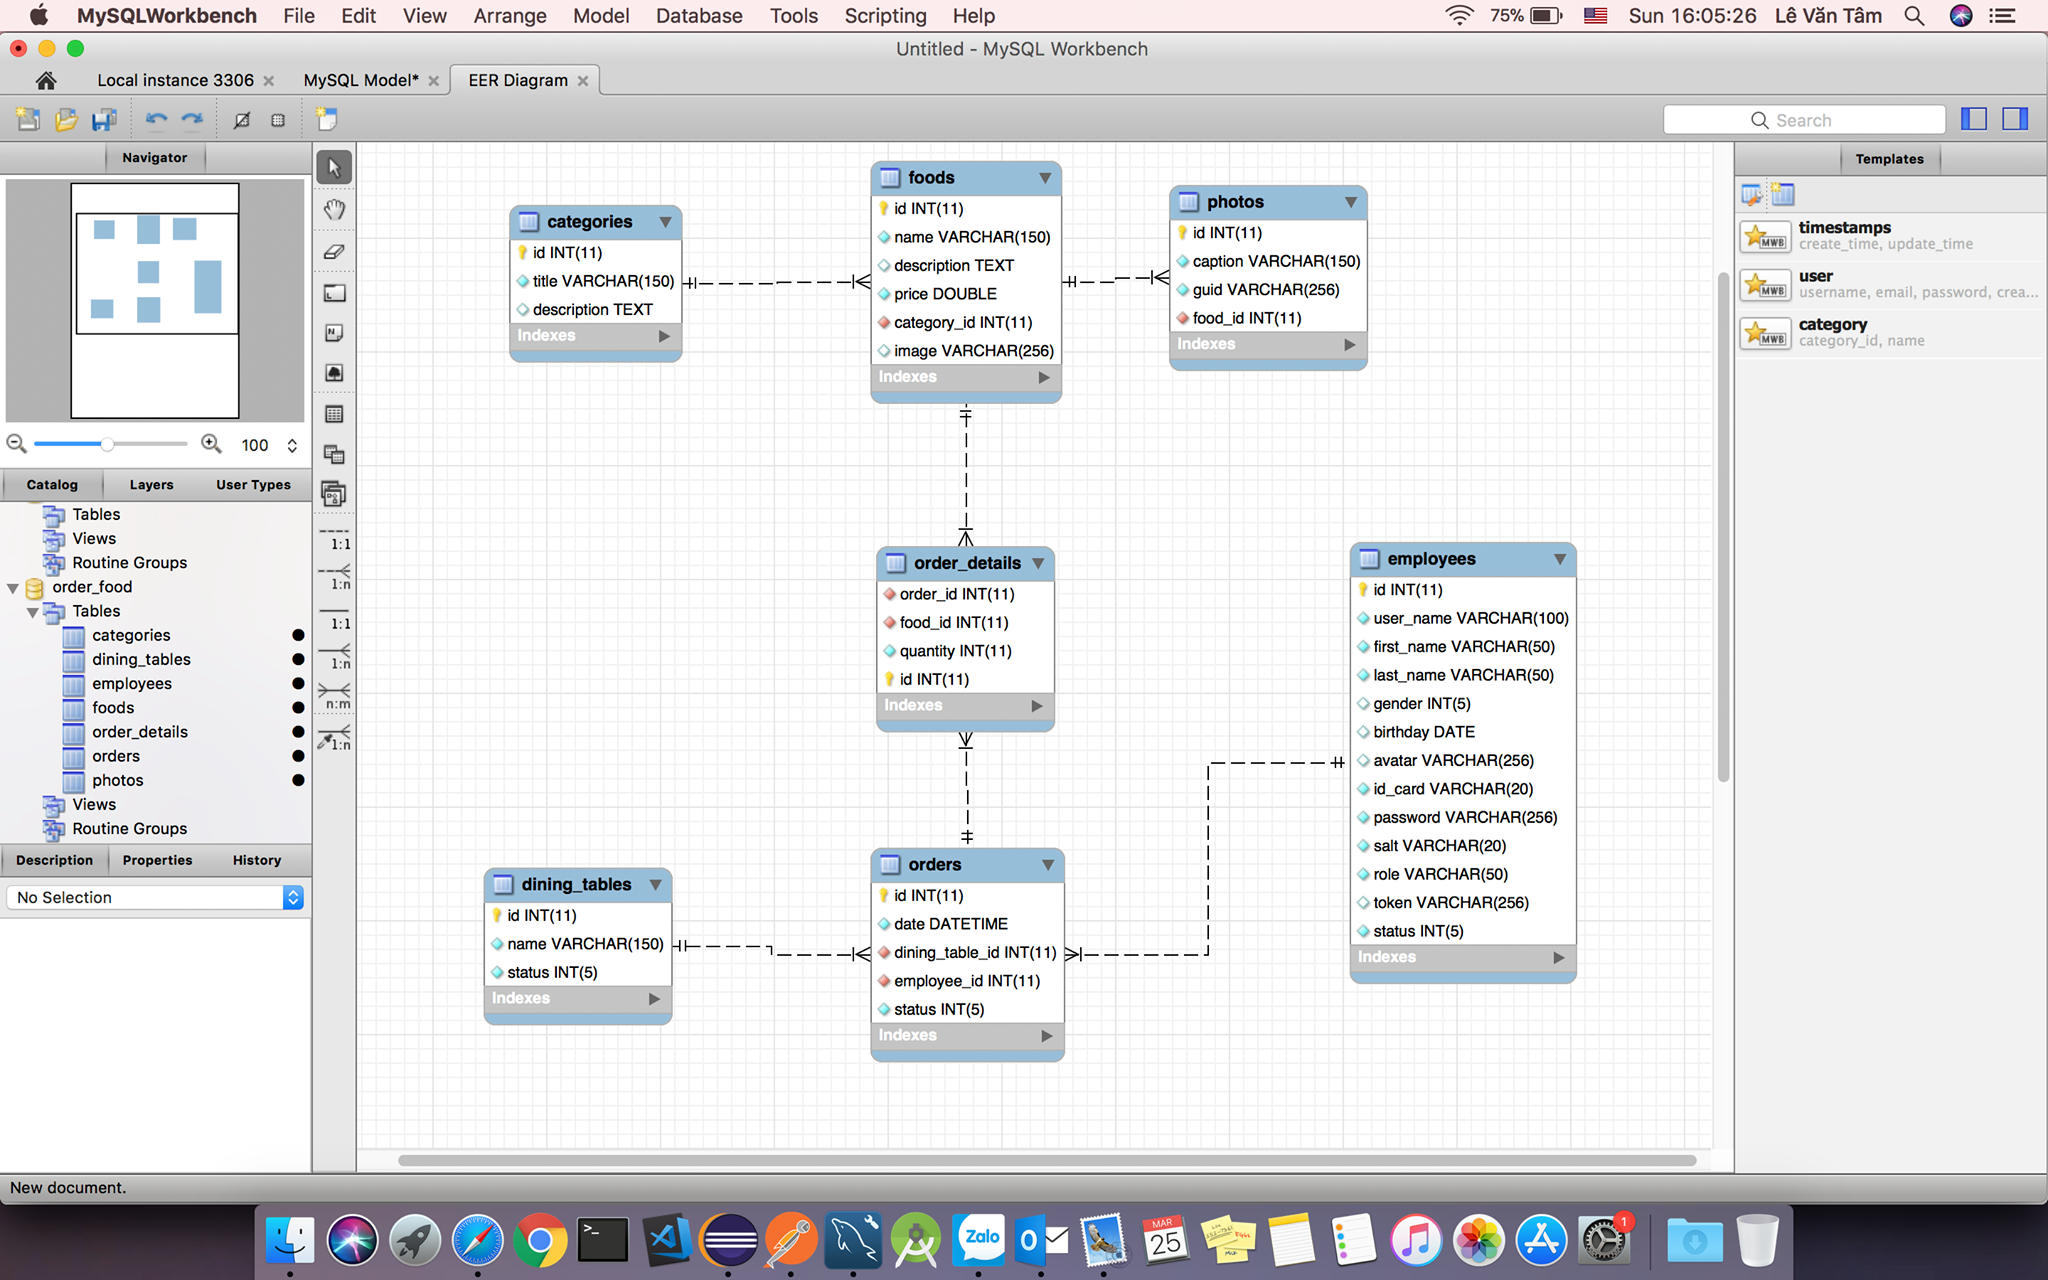 MySQLWorkbench File Edit View Arrange Model Database Tools Scripting Help 75% Sun 16:05:26 Lê Văn Tâm
Untitled - MySQL Workbench
Local instance 3306 MySQL Model* EER Diagram
Search
Navigator
100
Catalog Layers User Types
Tables
Views
Routine Groups
order_food
Tables
categories
dining_tables
employees
foods
order_details
orders
photos
Views
Routine Groups
Description Properties History
No Selection
1:1
1:n
1:1
1:n
n:m
1:n
categories
id INT(11)
title VARCHAR(150)
description TEXT
Indexes
foods
id INT(11)
name VARCHAR(150)
description TEXT
price DOUBLE
category_id INT(11)
image VARCHAR(256)
Indexes
photos
id INT(11)
caption VARCHAR(150)
guid VARCHAR(256)
food_id INT(11)
Indexes
order_details
order_id INT(11)
food_id INT(11)
quantity INT(11)
id INT(11)
Indexes
employees
id INT(11)
user_name VARCHAR(100)
first_name VARCHAR(50)
last_name VARCHAR(50)
gender INT(5)
birthday DATE
avatar VARCHAR(256)
id_card VARCHAR(20)
password VARCHAR(256)
salt VARCHAR(20)
role VARCHAR(50)
token VARCHAR(256)
status INT(5)
Indexes
dining_tables
id INT(11)
name VARCHAR(150)
status INT(5)
Indexes
orders
id INT(11)
date DATETIME
dining_table_id INT(11)
employee_id INT(11)
status INT(5)
Indexes
Templates
MWB
timestamps
create_time, update_time
MWB
user
username, email, password, crea...
MWB
category
category_id, name
New document.
Zalo
MAR
25
1